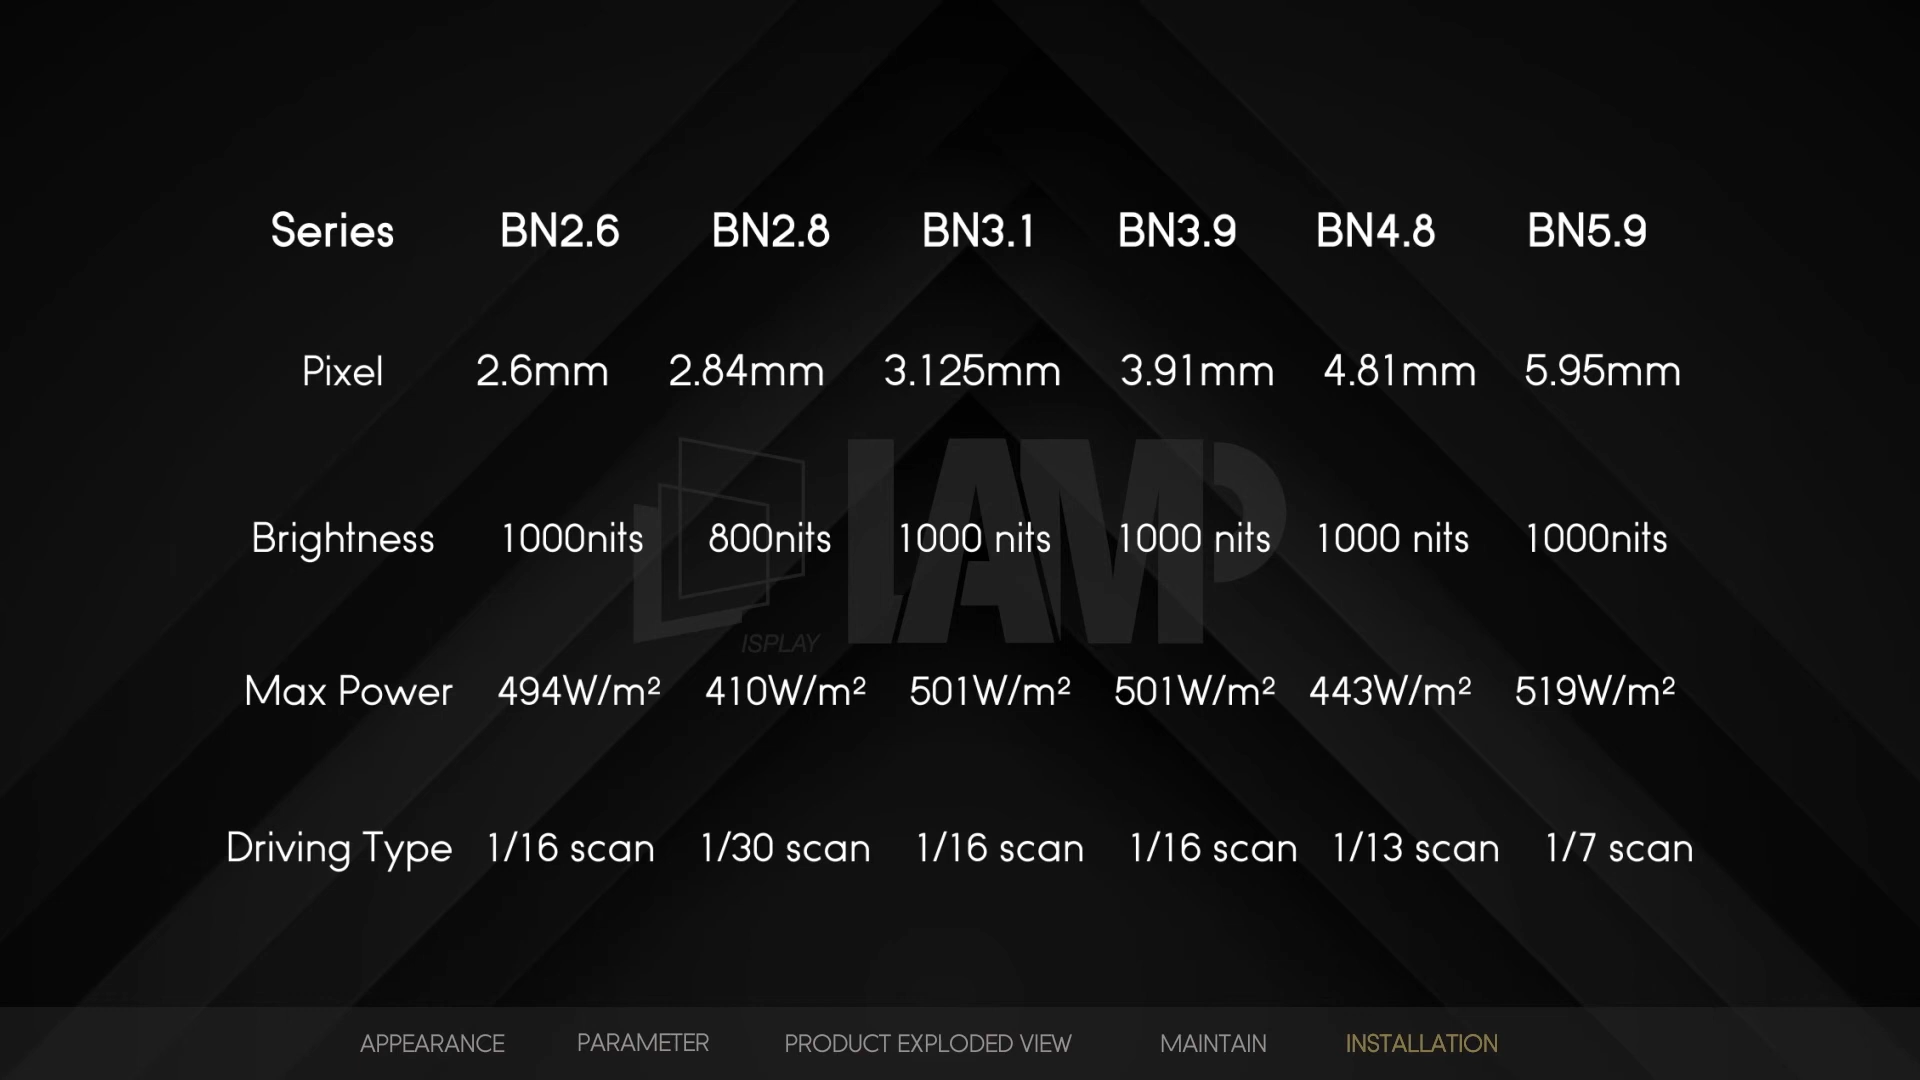 Series BN2.6 BN2.8 BN3.1 BN3.9 BN4.8 BN5.9
Pixel 2.6mm 2.84mm 3.125mm 3.91mm 4.81mm 5.95mm
Brightness 1000nits 800nits 1000 nits 1000 nits 1000 nits 1000nits
LAMP
ISPLAY
Max Power 494W/m² 410W/m² 501W/m² 501W/m² 443W/m² 519W/m²
Driving Type 1/16 scan 1/30 scan 1/16 scan 1/16 scan 1/13 scan 1/7 scan
APPEARANCE PARAMETER PRODUCT EXPLODED VIEW MAINTAIN INSTALLATION